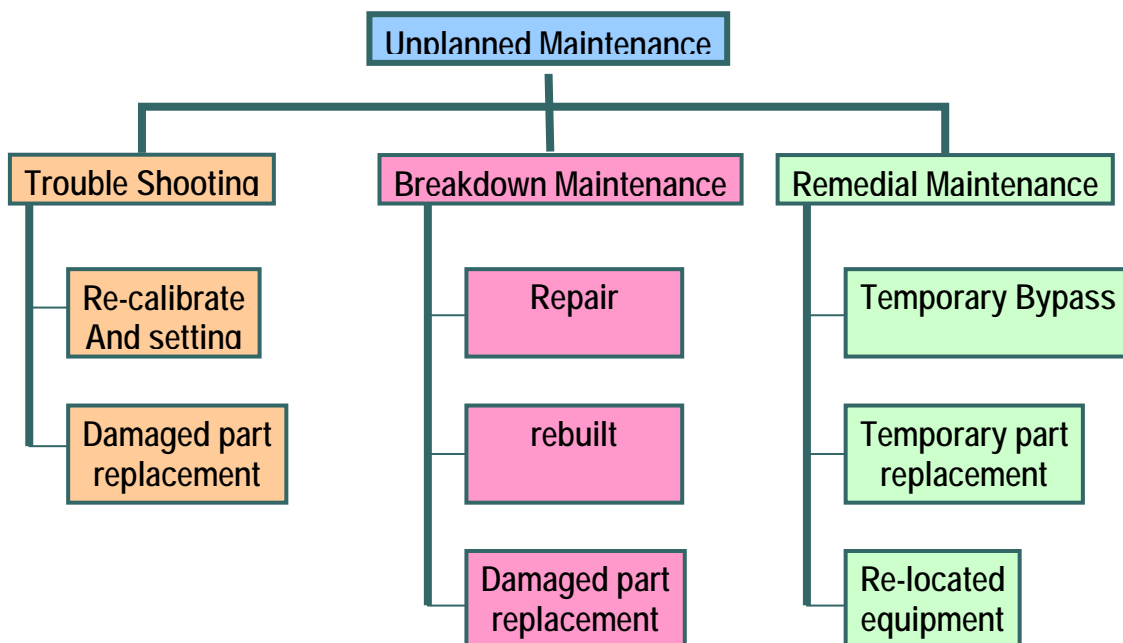 Unplanned Maintenance
Trouble Shooting
Breakdown Maintenance
Remedial Maintenance
Re-calibrate
And setting
Damaged part
replacement
Repair
rebuilt
Damaged part
replacement
Temporary Bypass
Temporary part
replacement
Re-located
equipment